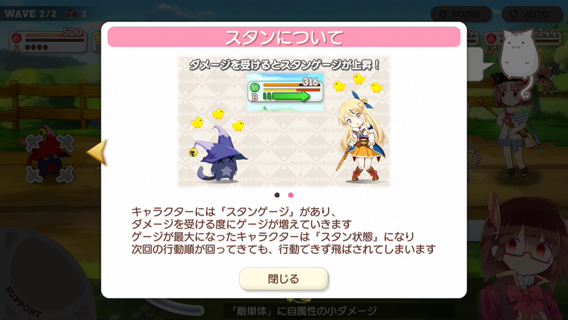 WAVE 2/2
2
MENU
AUTO
600
344
スタンについて
ダメージを受けるとスタンゲージが上昇！
316
キャラクターには「スタンゲージ」があり、
ダメージを受ける度にゲージが増えていきます
ゲージが最大になったキャラクターは「スタン状態」になり
次回の行動順が回ってきても、行動できず飛ばされてしまいます
閉じる
SUPPORT
「敵単体」に自属性の小ダメージ